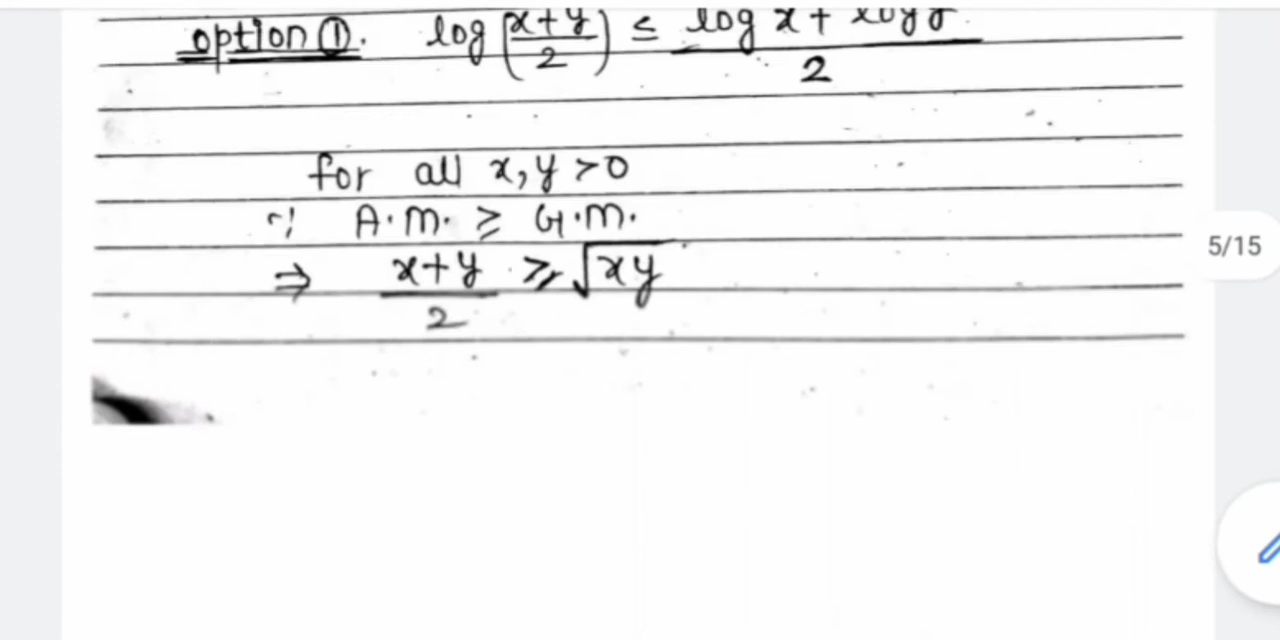 option ①. log (x+y/2) ≤ log x + log y / 2
for all x, y > 0
∵ A.M. ≥ G.M.
⇒ x+y/2 ≥ √xy
5/15